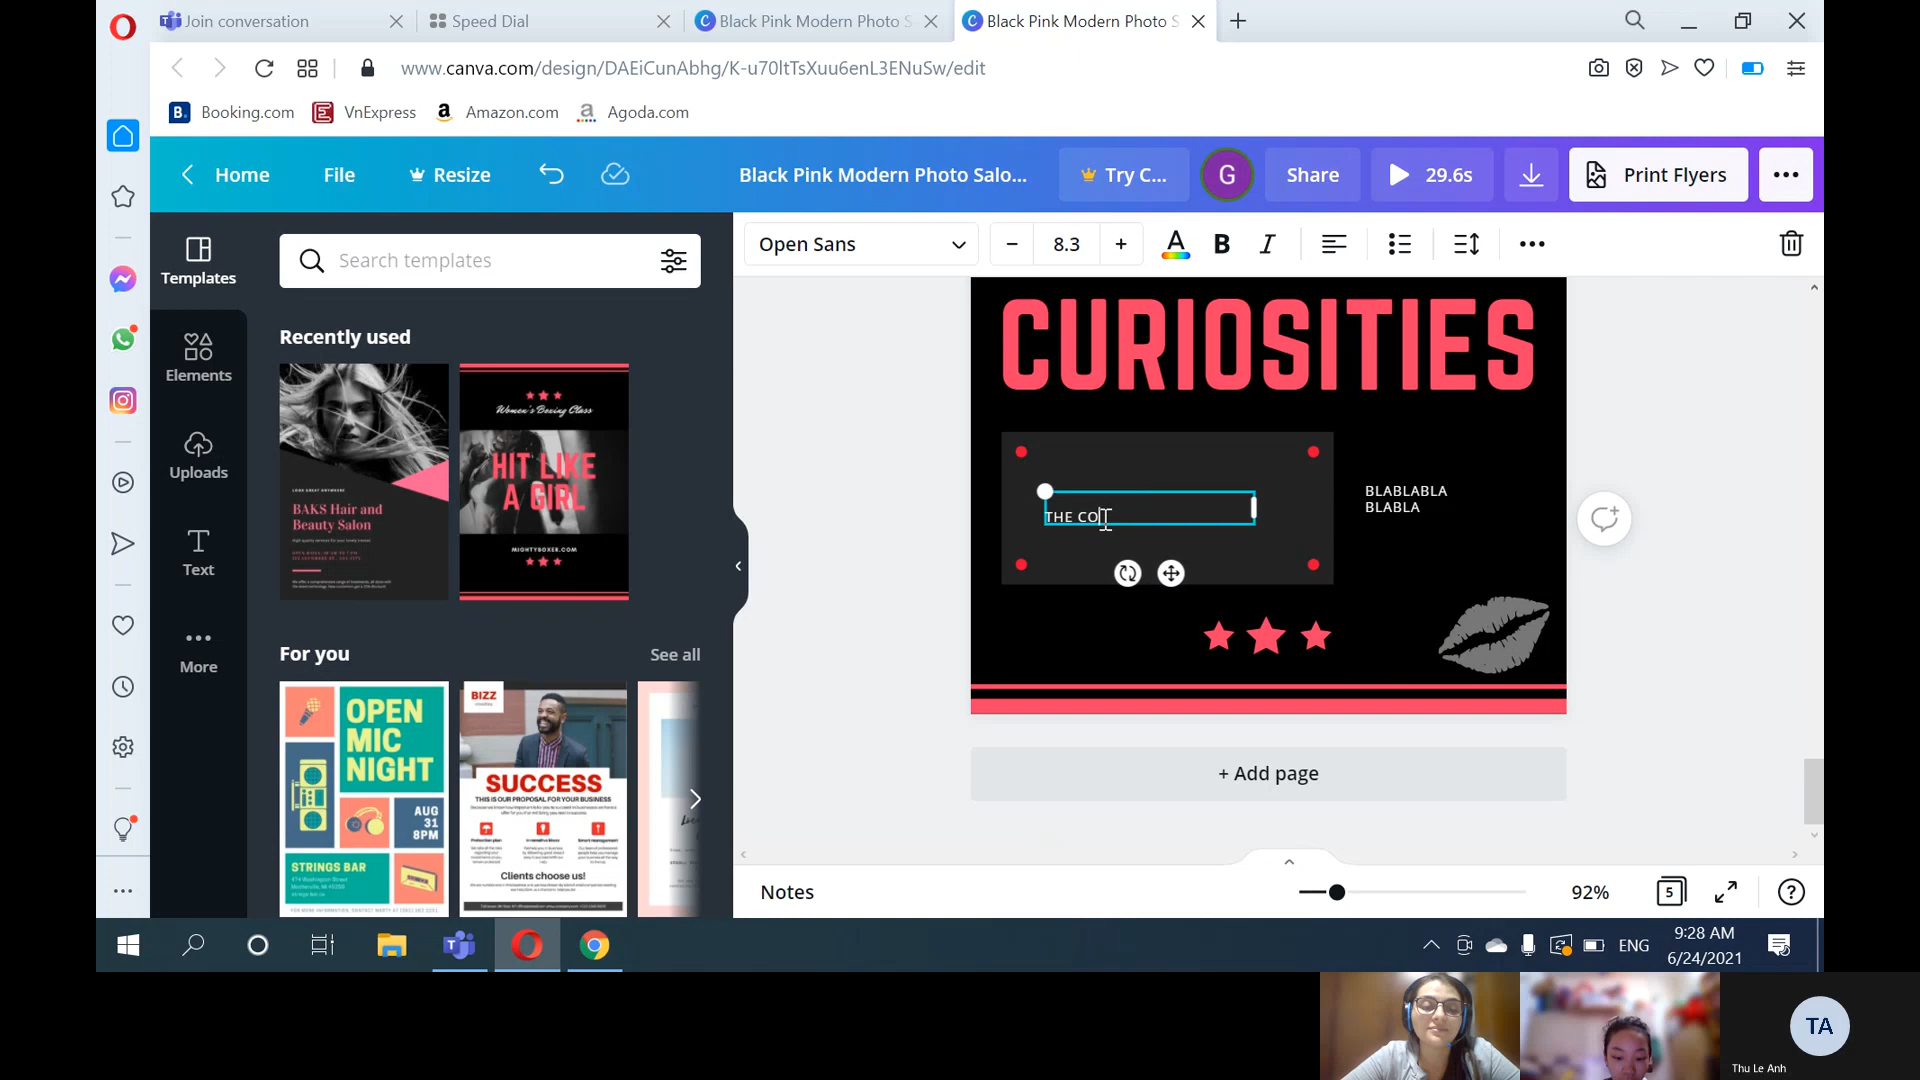 Join conversation
Speed Dial
Black Pink Modern Photo S
Black Pink Modern Photo S
www.canva.com/design/DAEiCunAbhg/K-u70ltTsXuu6enL3ENuSw/edit
Booking.com
VnExpress
Amazon.com
Agoda.com
Home
File
Resize
Black Pink Modern Photo Salo...
Try C...
G
Share
29.6s
Print Flyers
Templates
Elements
Uploads
Text
More
Search templates
Recently used
LOOK GREAT ANYWHERE
BAKS Hair and
Beauty Salon
Women's Boxing Class
HIT LIKE
A GIRL
MIGHTYBOXER.COM
For you
See all
OPEN
MIC
NIGHT
AUG
31
8PM
STRINGS BAR
BIZZ
SUCCESS
THIS IS OUR PROPOSAL FOR YOUR BUSINESS
Clients choose us!
Open Sans
8.3
A
B
I
CURIOSITIES
THE CO
BLABLABLA
BLABLA
+ Add page
Notes
92%
5
ENG
9:28 AM
6/24/2021
TA
Thu Le Anh